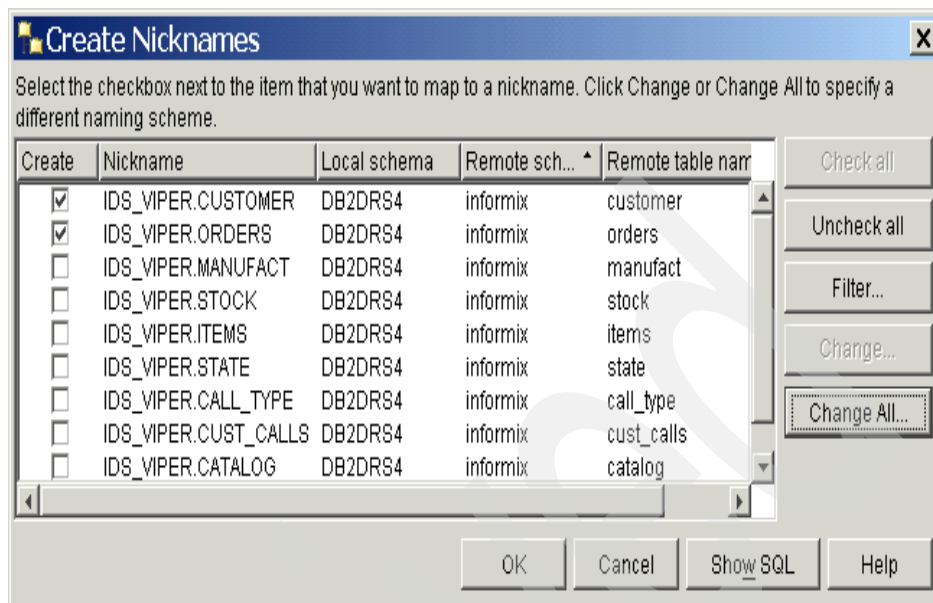 Create Nicknames
Select the checkbox next to the item that you want to map to a nickname. Click Change or Change All to specify a
different naming scheme.
Create Nickname Local schema Remote sch... Remote table nam
IDS_VIPER.CUSTOMER DB2DRS4 informix customer
IDS_VIPER.ORDERS DB2DRS4 informix orders
IDS_VIPER.MANUFACT DB2DRS4 informix manufact
IDS_VIPER.STOCK DB2DRS4 informix stock
IDS_VIPER.ITEMS DB2DRS4 informix items
IDS_VIPER.STATE DB2DRS4 informix state
IDS_VIPER.CALL_TYPE DB2DRS4 informix call_type
IDS_VIPER.CUST_CALLS DB2DRS4 informix cust_calls
IDS_VIPER.CATALOG DB2DRS4 informix catalog
Check all
Uncheck all
Filter...
Change...
Change All...
OK Cancel Show SQL Help